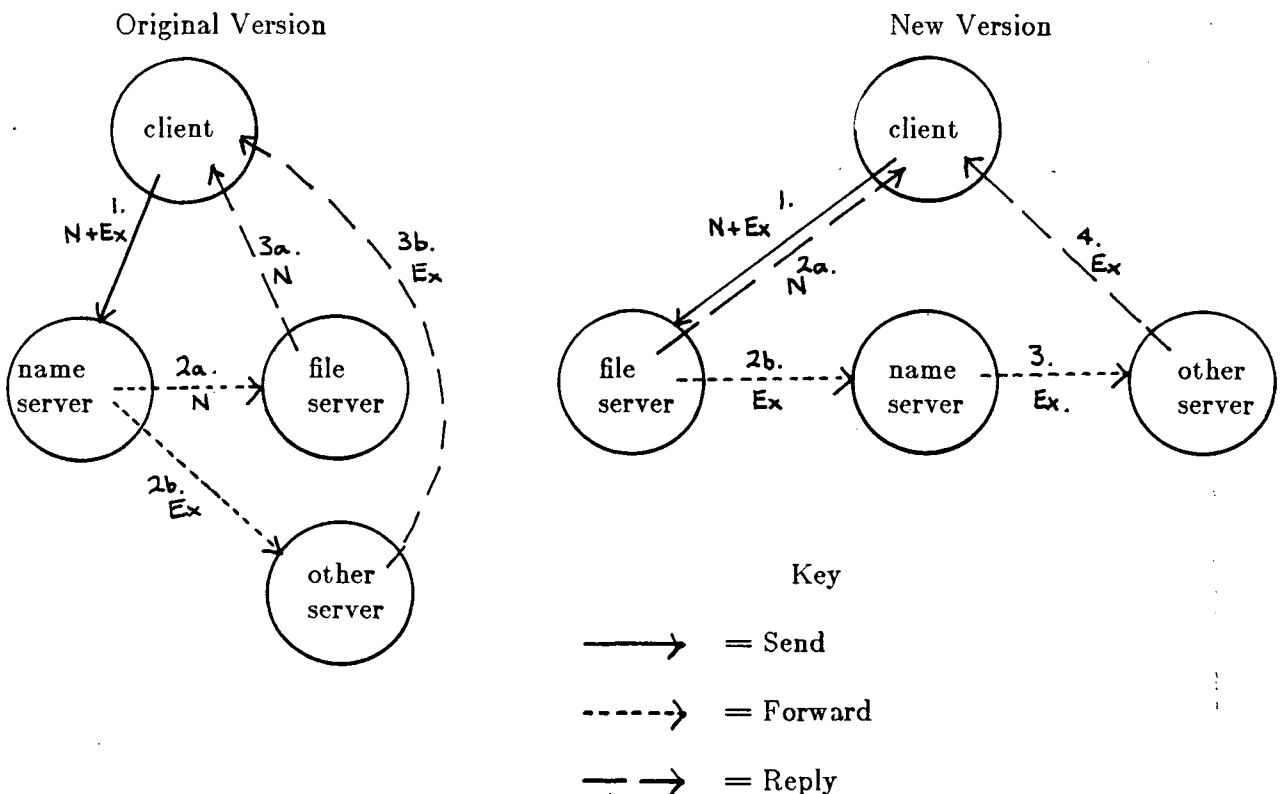 Original Version
client
1.
N+Ex
3a.
N
3b.
Ex
name
server
2a.
N
file
server
2b.
Ex
other
server
New Version
client
1.
N+Ex
2a.
N
4.
Ex
file
server
2b.
Ex
name
server
3.
Ex.
other
server
Key
= Send
= Forward
= Reply